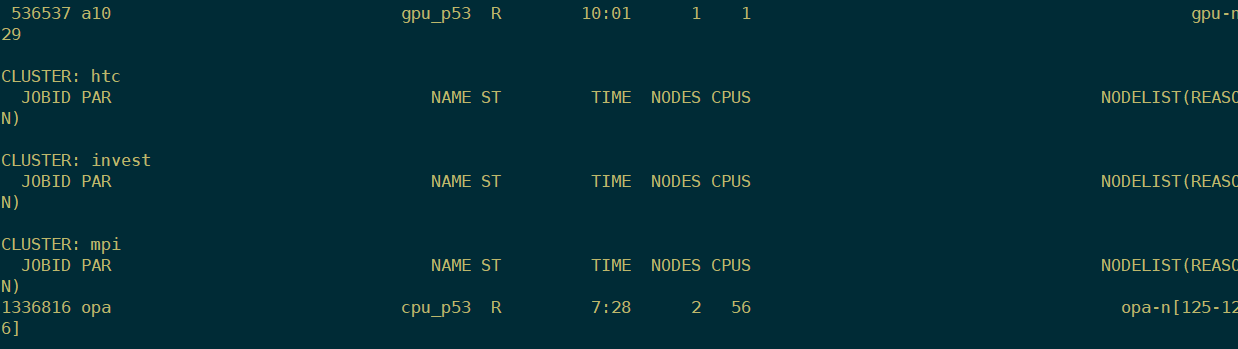 536537 a10 gpu_p53 R 10:01 1 1 gpu-n
29
CLUSTER: htc
JOBID PAR NAME ST TIME NODES CPUS NODELIST(REASO
N)
CLUSTER: invest
JOBID PAR NAME ST TIME NODES CPUS NODELIST(REASO
N)
CLUSTER: mpi
JOBID PAR NAME ST TIME NODES CPUS NODELIST(REASO
N)
1336816 opa cpu_p53 R 7:28 2 56 opa-n[125-12
6]